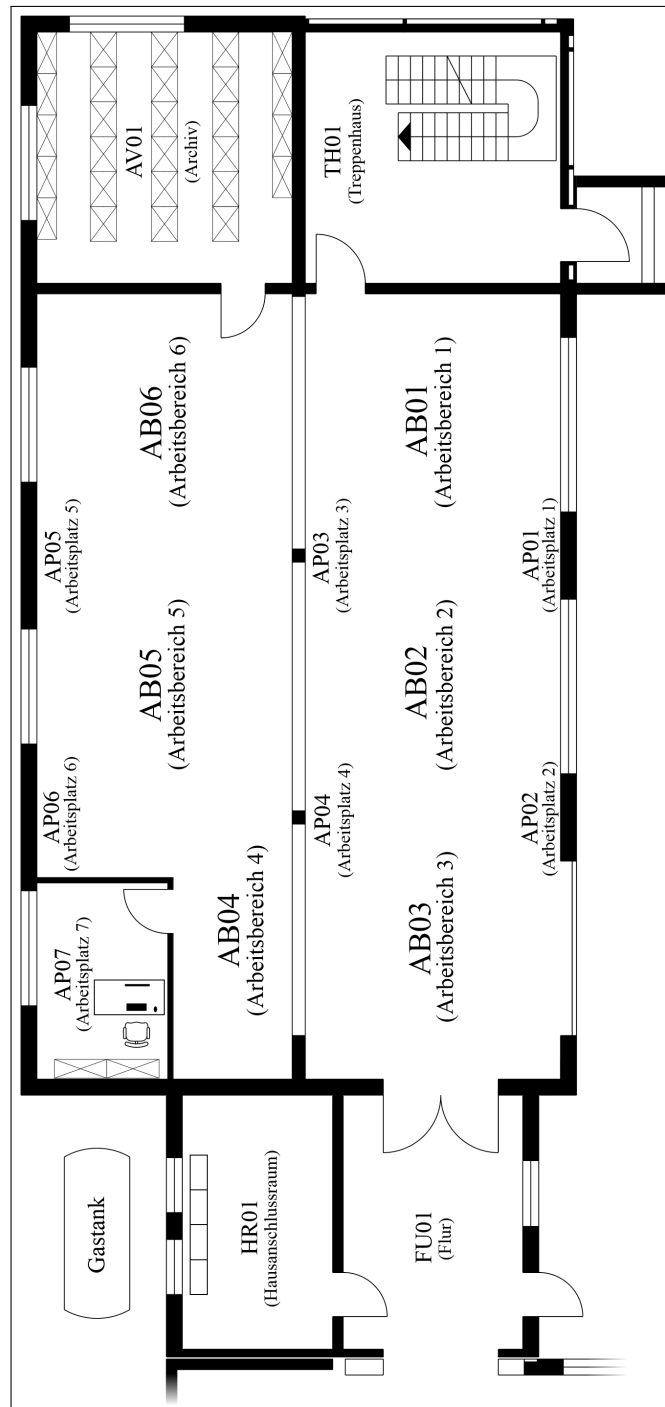 AV01
(Archiv)
TH01
(Treppenhaus)
AB06
(Arbeitsbereich 6)
AB01
(Arbeitsbereich 1)
AP05
(Arbeitsplatz 5)
AP03
(Arbeitsplatz 3)
AP01
(Arbeitsplatz 1)
AB05
(Arbeitsbereich 5)
AB02
(Arbeitsbereich 2)
AP06
(Arbeitsplatz 6)
AP04
(Arbeitsplatz 4)
AP02
(Arbeitsplatz 2)
AB04
(Arbeitsbereich 4)
AB03
(Arbeitsbereich 3)
AP07
(Arbeitsplatz 7)
Gastank
HR01
(Hausanschlussraum)
FU01
(Flur)